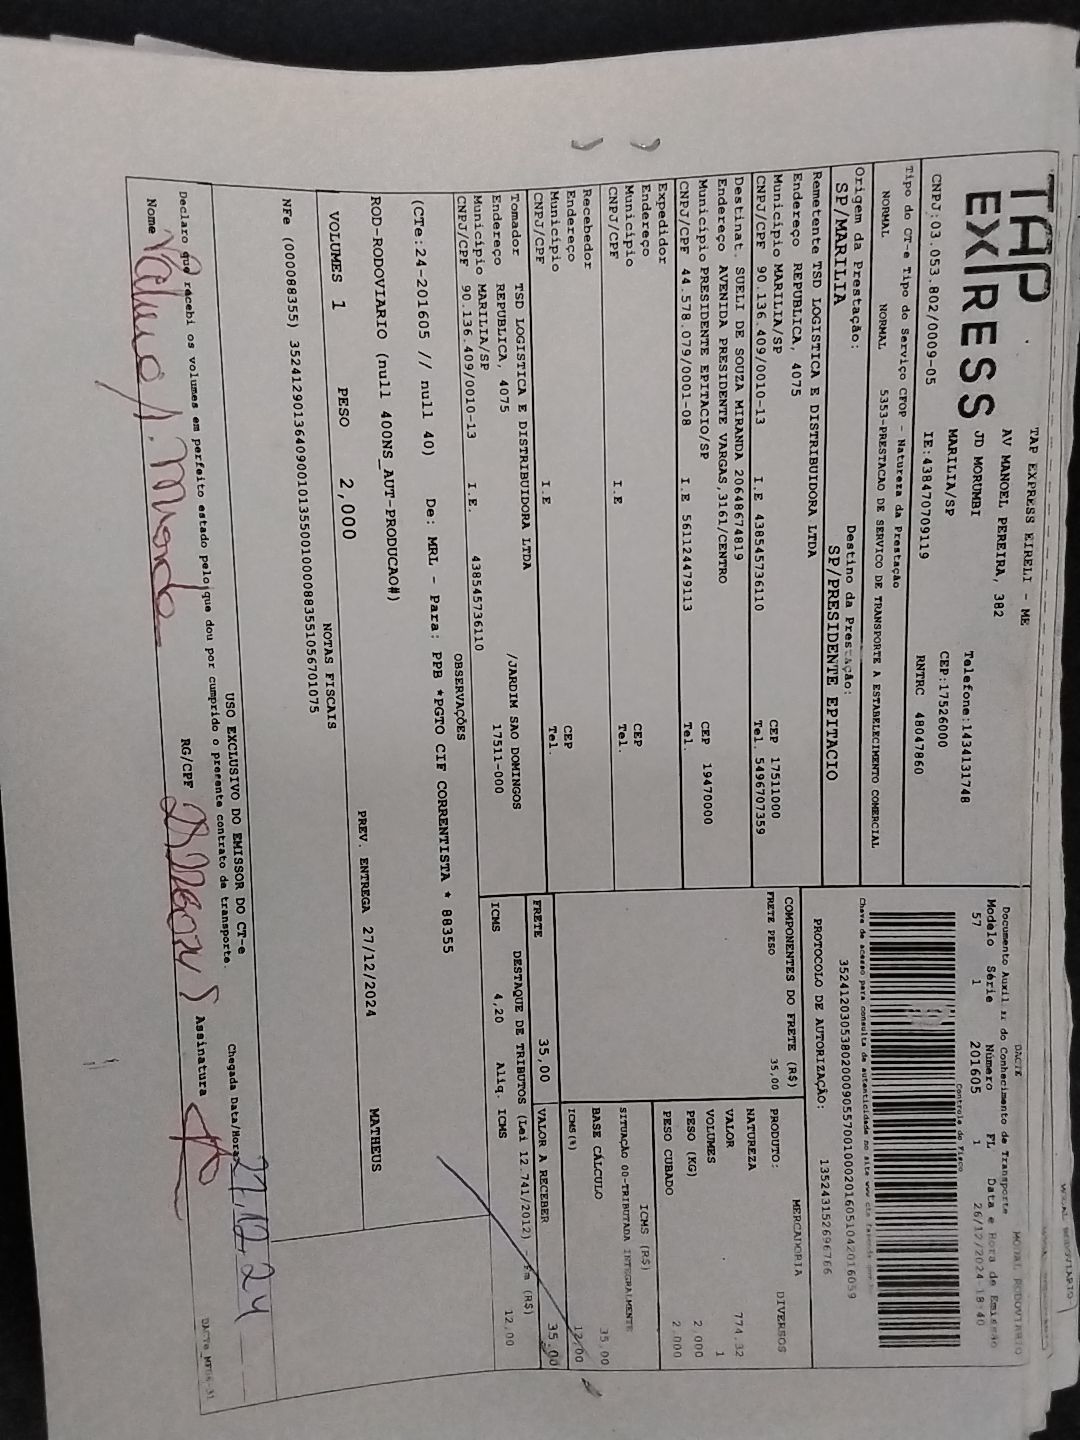 TAP
EXPRESS
TAP EXPRESS EIRELI - ME
AV MANOEL PEREIRA, 382
JD MORUMBI
MARILIA/SP
Telefone:1434131748
CEP:17526000
CNPJ:03.053.802/0009-05 IE:438470709119 RNTRC 48047860
DACTE
MODAL RODOVIARIO
Documento Auxiliar do Conhecimento de Transporte
Modelo Série Número FL Data e Hora de Emissão
57 1 201605 1 26/12/2024-18:40
Controle do Fisco
Tipo do CT-e Tipo do Serviço CFOP - Natureza da Prestação
NORMAL NORMAL 5353-PRESTACAO DE SERVICO DE TRANSPORTE A ESTABELECIMENTO COMERCIAL
Chave de acesso para consulta de autenticidade no site
35241203053802000905570010002016051042016059
PROTOCOLO DE AUTORIZAÇÃO: 135243152696766
Origem da Prestação: Destino da Prestação:
SP/MARILIA SP/PRESIDENTE EPITACIO
Remetente TSD LOGISTICA E DISTRIBUIDORA LTDA
Endereço REPUBLICA, 4075
Município MARILIA/SP CEP 17511000
CNPJ/CPF 90.136.409/0010-13 I.E 438545736110 Tel. 5496707359
Destinat. SUELI DE SOUZA MIRANDA 20648674819
Endereço AVENIDA PRESIDENTE VARGAS,3161/CENTRO
Município PRESIDENTE EPITACIO/SP CEP 19470000
CNPJ/CPF 44.578.079/0001-08 I.E 561124479113 Tel.
Expedidor
Endereço
Município CEP
CNPJ/CPF I.E Tel.
Recebedor
Endereço
Município CEP
CNPJ/CPF I.E Tel.
Tomador TSD LOGISTICA E DISTRIBUIDORA LTDA
Endereço REPUBLICA, 4075 /JARDIM SAO DOMINGOS
Município MARILIA/SP 17511-000
CNPJ/CPF 90.136.409/0010-13 I.E. 438545736110
COMPONENTES DO FRETE (R$)
FRETE PESO 35,00
PRODUTO: MERCADORIA
NATUREZA DIVERSOS
VALOR 774.32
VOLUMES 1
PESO (KG) 2,000
PESO CUBADO 2.000
ICMS (R$)
SITUAÇÃO 00-TRIBUTADA INTEGRALMENTE
BASE CÁLCULO 35,00
ICMS(%) 12,00
FRETE 35,00 VALOR A RECEBER 35.00
DESTAQUE DE TRIBUTOS (Lei 12.741/2012) - Em (R$)
ICMS 4,20 Aliq. ICMS 12.00
OBSERVAÇÕES
(CTe:24-201605 // null 40) De: MRL - Para: PPB *PGTO CIF CORRENTISTA * 88355
ROD-RODOVIARIO (null 400NS_AUT-PRODUCAO#)
VOLUMES 1 PESO 2,000 PREV. ENTREGA 27/12/2024 MATHEUS
NOTAS FISCAIS
NFe (000088355) 35241290136409001013550010000883551056701075
USO EXCLUSIVO DO EMISSOR DO CT-e
Declaro que recebi os volumes em perfeito estado pelo que dou por cumprido o presente contrato de transporte.
Chegada Data/Hora 27.12.24
Nome RG/CPF Assinatura